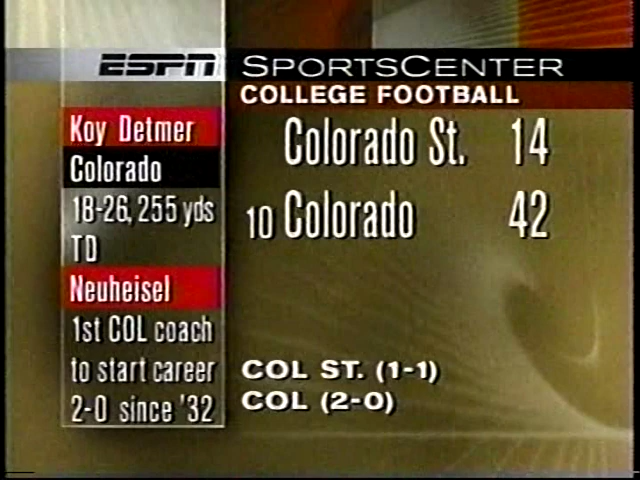 ESPN SPORTSCENTER
COLLEGE FOOTBALL
Koy Detmer
Colorado
18-26, 255 yds
TD
Neuheisel
1st COL coach
to start career
2-0 since '32
Colorado St. 14
10 Colorado 42
COL ST. (1-1)
COL (2-0)